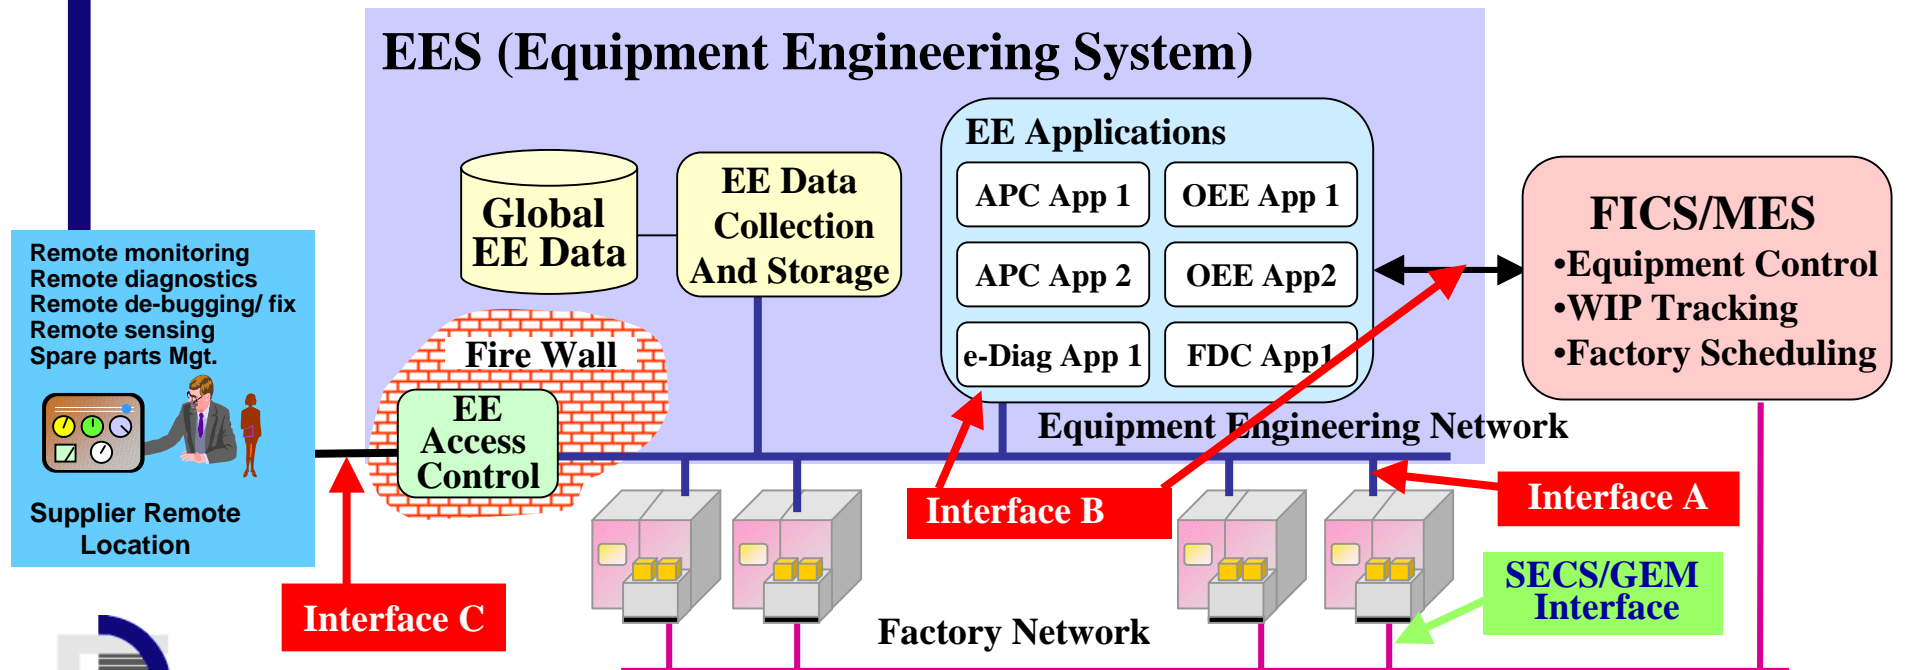 EES (Equipment Engineering System)
EE Applications
APC App 1
OEE App 1
APC App 2
OEE App2
e-Diag App 1
FDC App1
EE Data
Collection
And Storage
Global
EE Data
FICS/MES
•Equipment Control
•WIP Tracking
•Factory Scheduling
Remote monitoring
Remote diagnostics
Remote de-bugging/ fix
Remote sensing
Spare parts Mgt.
Supplier Remote
Location
Fire Wall
EE
Access
Control
Equipment Engineering Network
Interface B
Interface A
SECS/GEM
Interface
Interface C
Factory Network